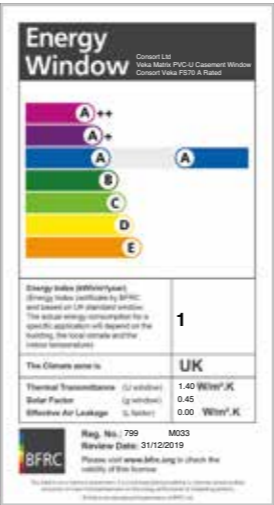 Energy
Window
Consort Ltd
Veka Matrix PVC-U Casement Window
Consort Veka FS70 A Rated
A++
A+
A
A
B
C
D
E
Energy Index (kWh/m²/year)
(Energy Index certificate by BFRC
and based on UK standard window.
The actual energy consumption for a
specific application will depend on the
building, the local climate and the
indoor temperature)
1
The Climate zone is:
UK
Thermal Transmittance (U window) 1.40 W/m².K
Solar Factor (g window) 0.45
Effective Air Leakage (L factor) 0.00 W/m².K
BFRC
Reg. No.: 799 M033
Review Date: 31/12/2019
Please visit www.bfrc.org to check the
validity of this licence